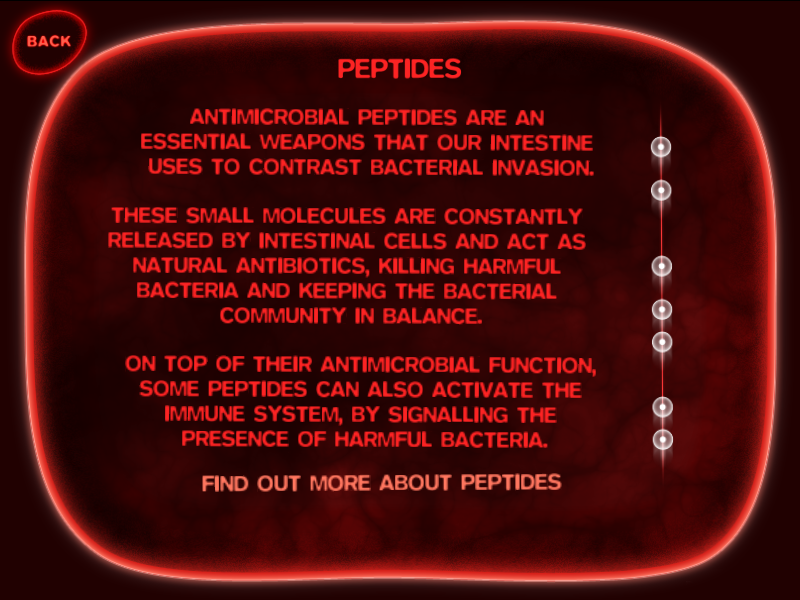 BACK
PEPTIDES
ANTIMICROBIAL PEPTIDES ARE AN
ESSENTIAL WEAPONS THAT OUR INTESTINE
USES TO CONTRAST BACTERIAL INVASION.
THESE SMALL MOLECULES ARE CONSTANTLY
RELEASED BY INTESTINAL CELLS AND ACT AS
NATURAL ANTIBIOTICS, KILLING HARMFUL
BACTERIA AND KEEPING THE BACTERIAL
COMMUNITY IN BALANCE.
ON TOP OF THEIR ANTIMICROBIAL FUNCTION,
SOME PEPTIDES CAN ALSO ACTIVATE THE
IMMUNE SYSTEM, BY SIGNALLING THE
PRESENCE OF HARMFUL BACTERIA.
FIND OUT MORE ABOUT PEPTIDES